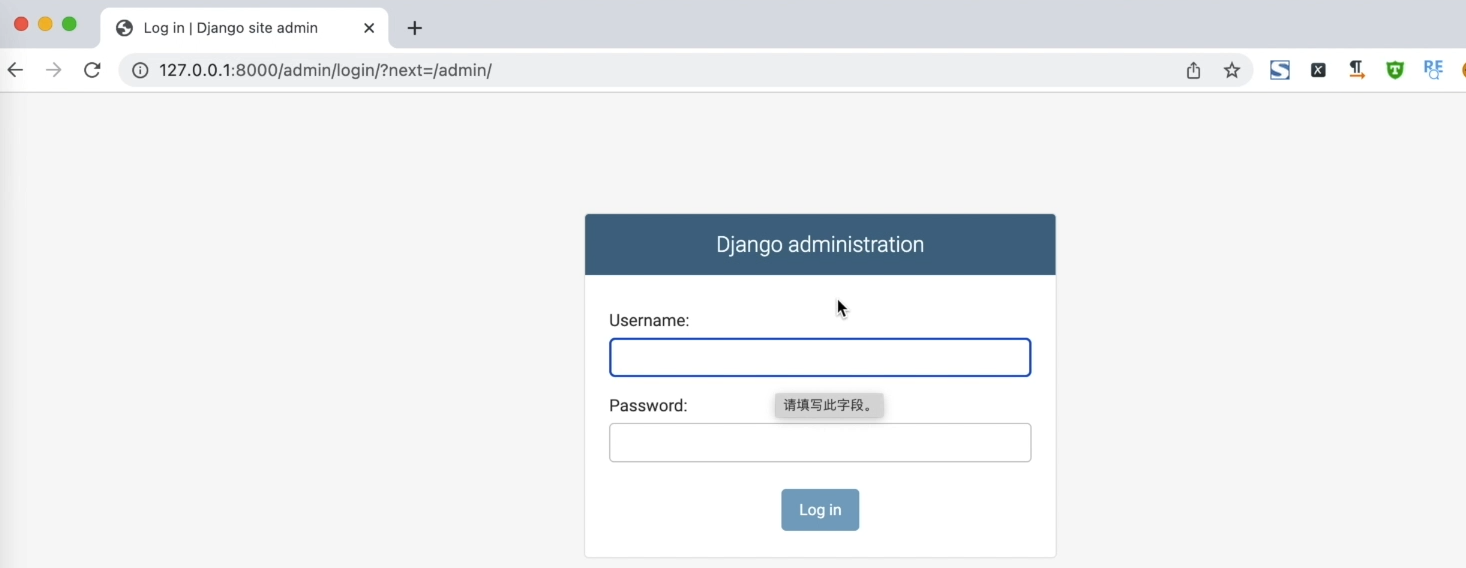 Log in | Django site admin
127.0.0.1:8000/admin/login/?next=/admin/
Django administration
Username:
Password:
请填写此字段。
Log in